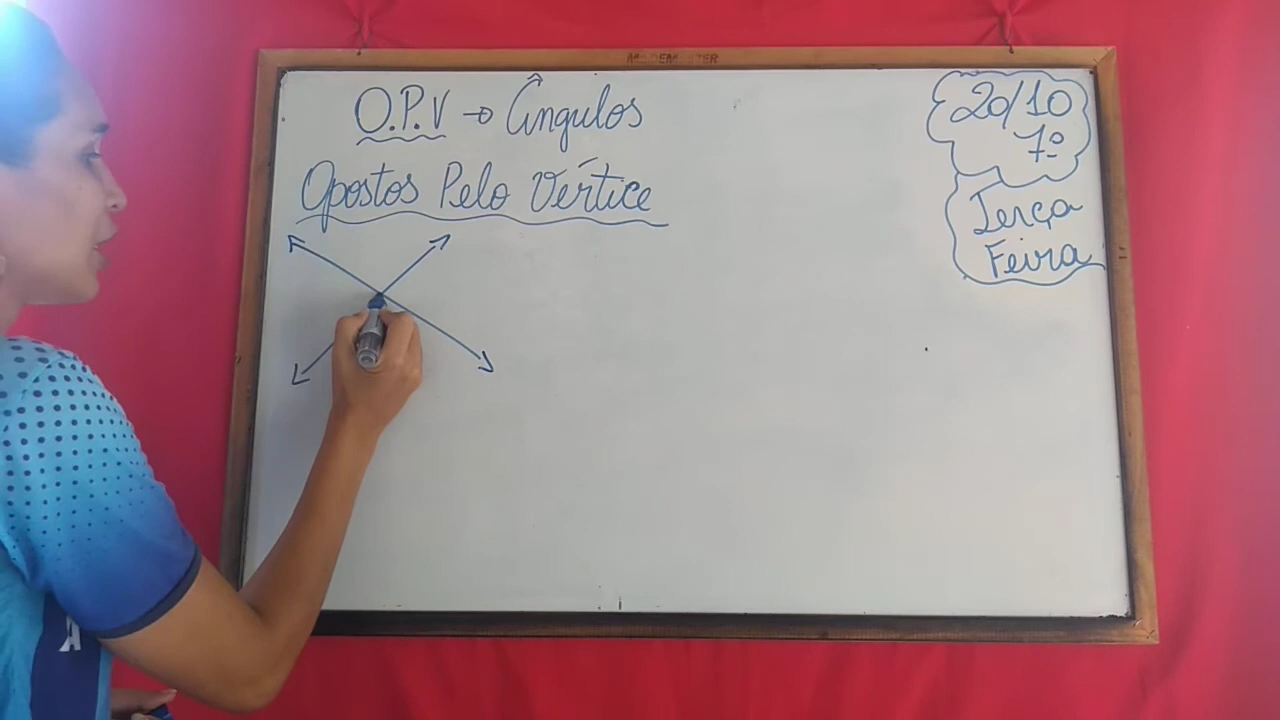 O.P.V → Ângulos
Opostos Pelo Vértice
20/10
7º
Terça
Feira